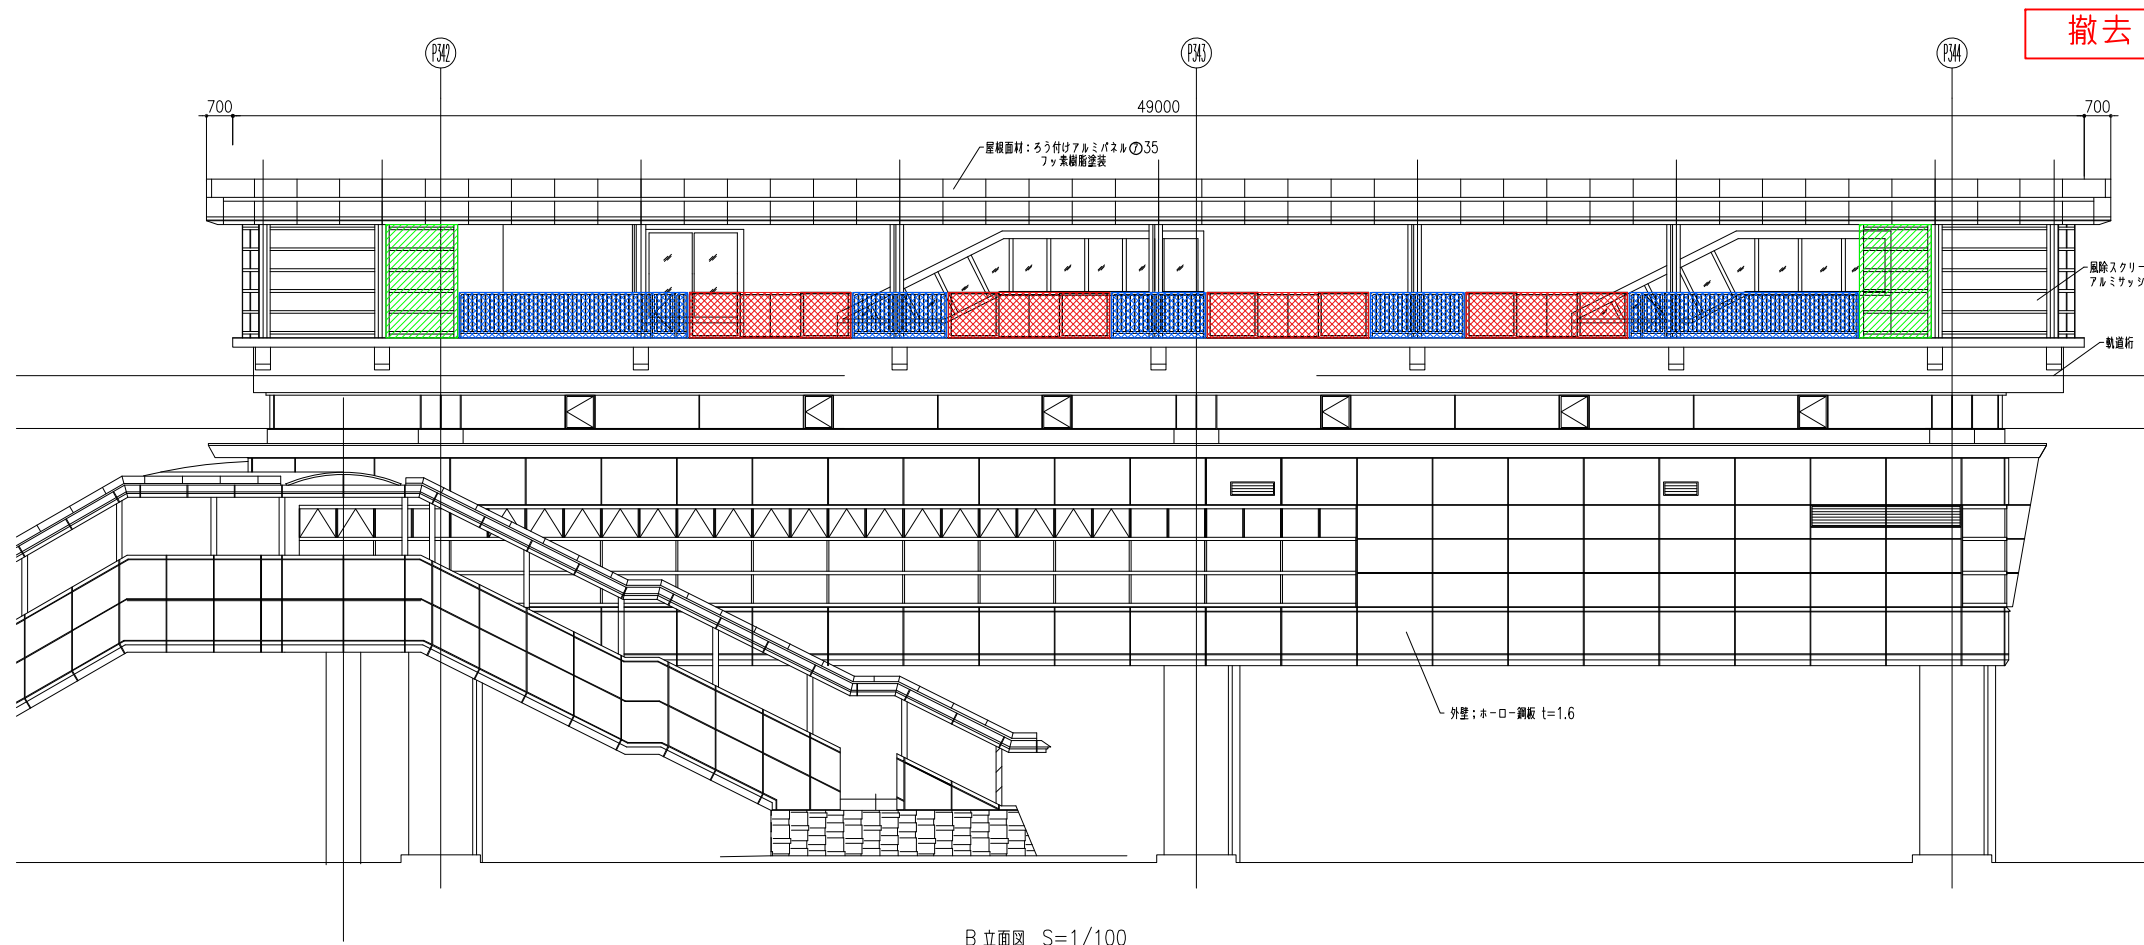 撤去
P342
P343
P344
700
49000
700
屋根面材：ろう付けアルミパネル⑦35
フッ素樹脂塗装
風除スクリー
アルミサッシ
軌道桁
外壁；ホーロー鋼板 t=1.6
B 立面図 S=1/100